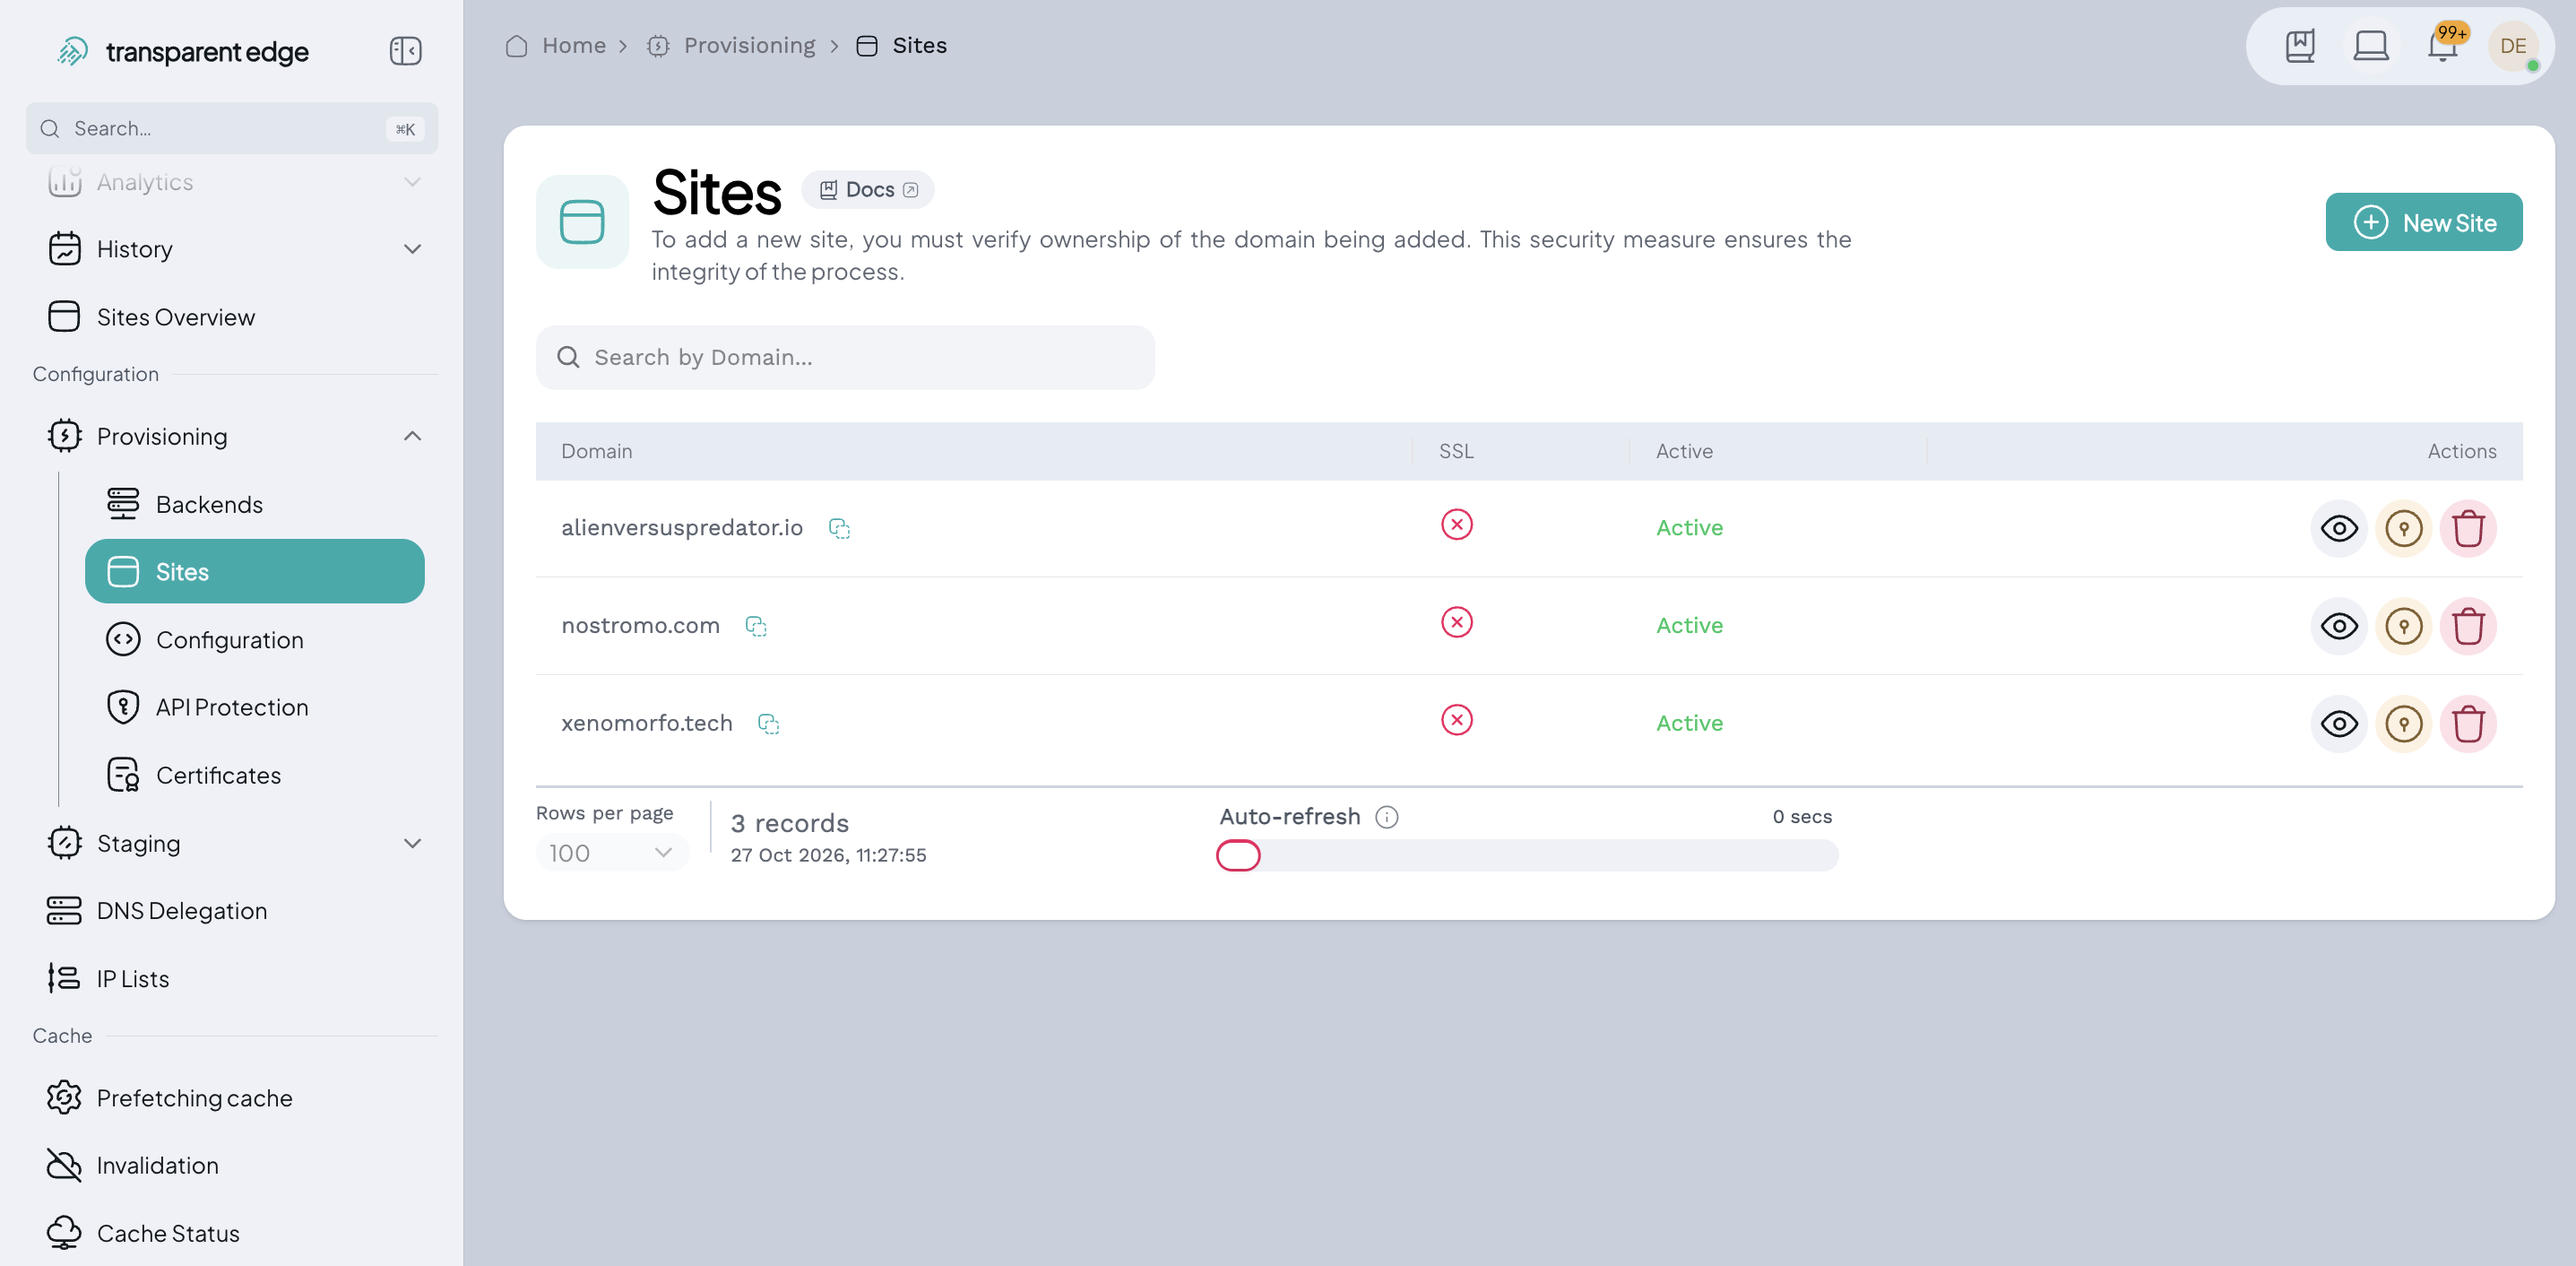 transparent edge
Search...
⌘K
Analytics
History
Sites Overview
Configuration
Provisioning
Backends
Sites
Configuration
API Protection
Certificates
Staging
DNS Delegation
IP Lists
Cache
Prefetching cache
Invalidation
Cache Status
Home
Provisioning
Sites
99+
DE
Sites
Docs
To add a new site, you must verify ownership of the domain being added. This security measure ensures the
integrity of the process.
New Site
Search by Domain...
Domain SSL Active Actions
alienversuspredator.io Active
nostromo.com Active
xenomorfo.tech Active
Rows per page
100
3 records
27 Oct 2026, 11:27:55
Auto-refresh
0 secs